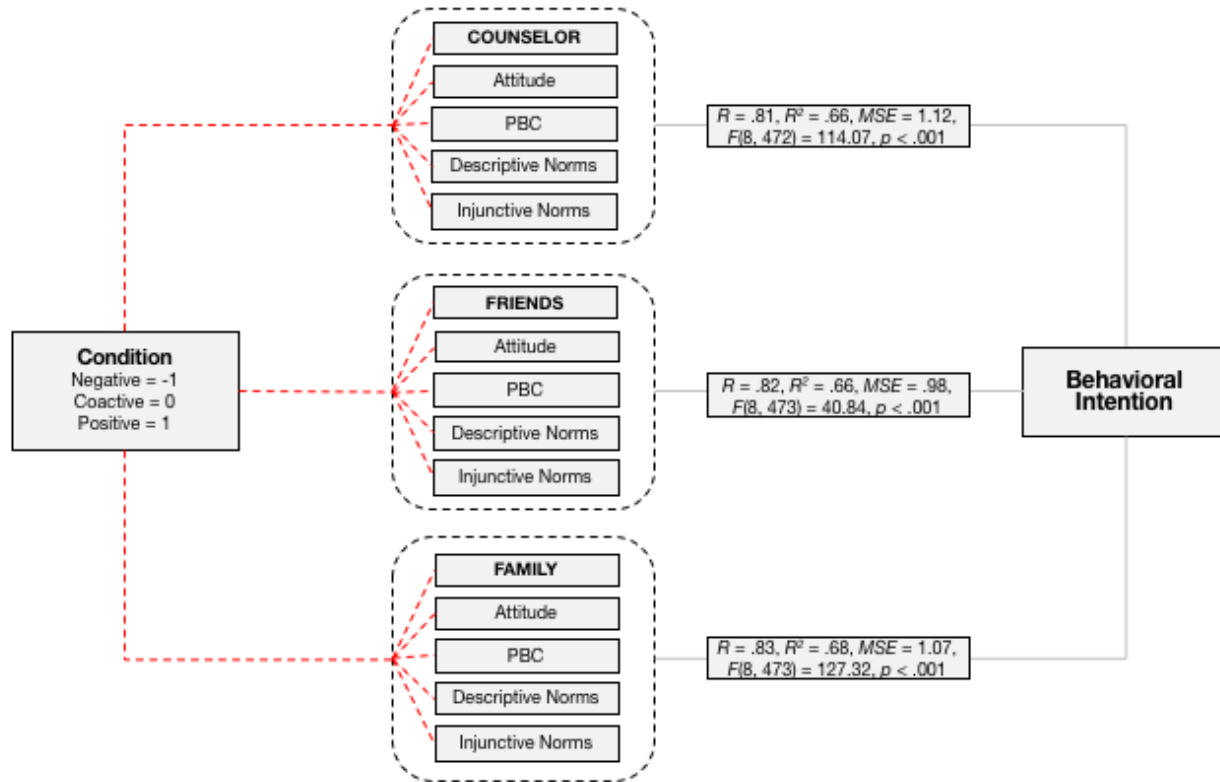 COUNSELOR
Attitude
PBC
Descriptive Norms
Injunctive Norms
R = .81, R² = .66, MSE = 1.12,
F(8, 472) = 114.07, p < .001
FRIENDS
Attitude
PBC
Descriptive Norms
Injunctive Norms
Condition
Negative = -1
Coactive = 0
Positive = 1
R = .82, R² = .66, MSE = .98,
F(8, 473) = 40.84, p < .001
Behavioral
Intention
FAMILY
Attitude
PBC
Descriptive Norms
Injunctive Norms
R = .83, R² = .68, MSE = 1.07,
F(8, 473) = 127.32, p < .001